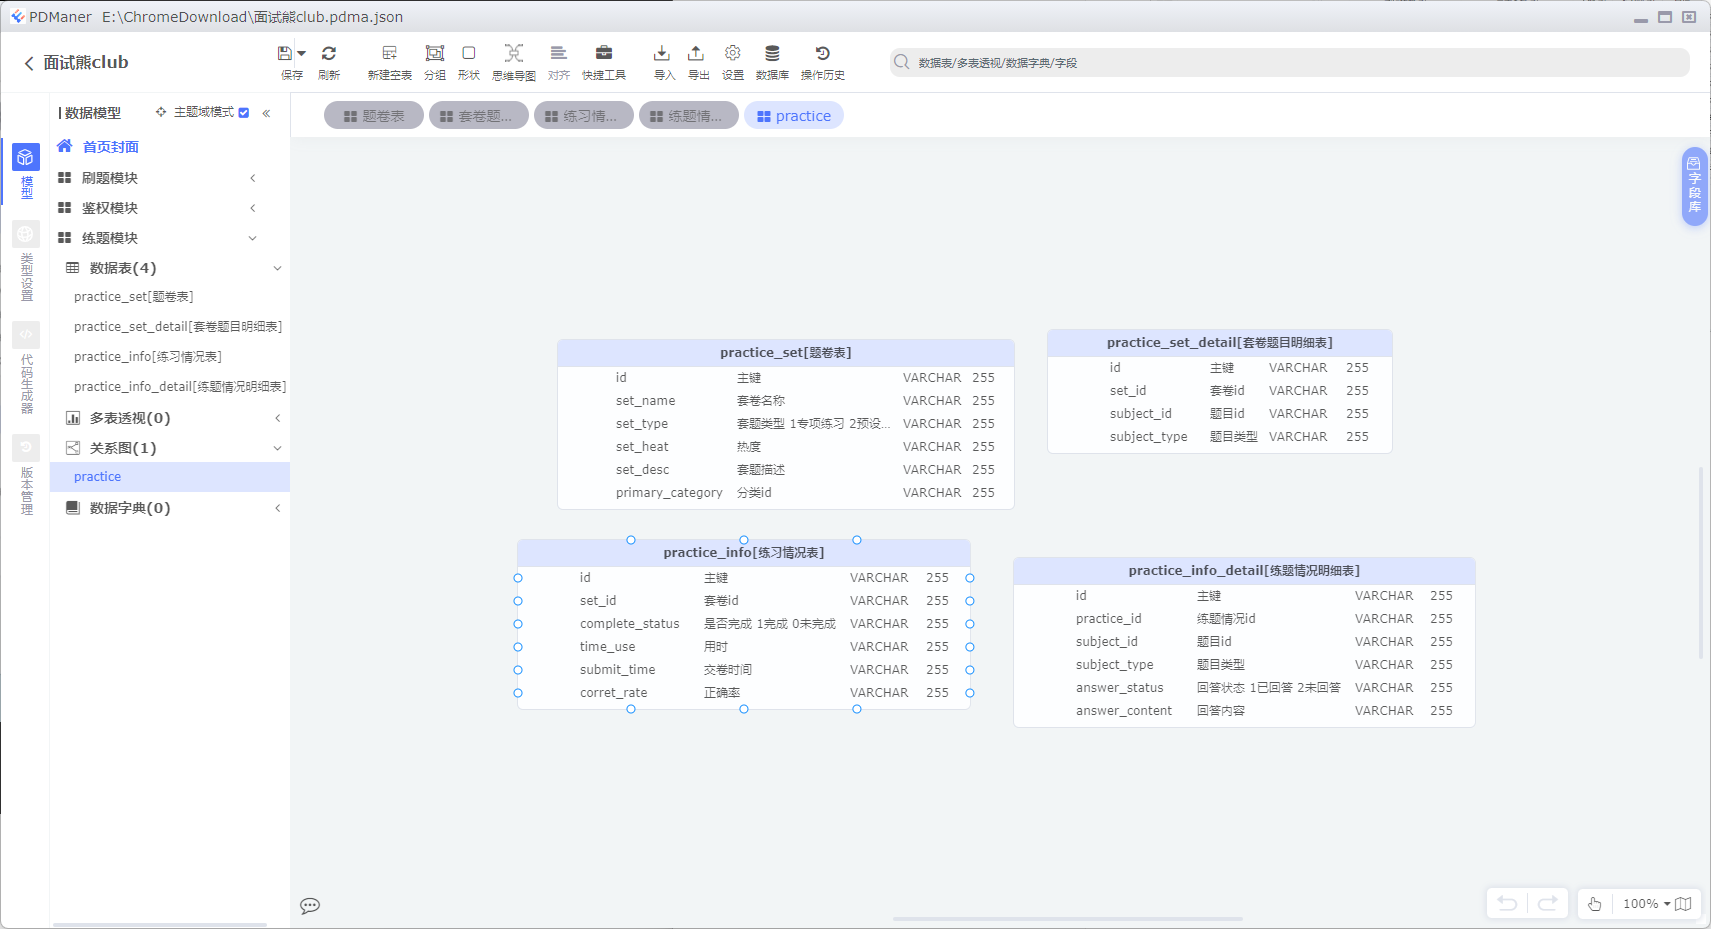 PDManer E:\ChromeDownload\面试熊club.pdma.json
面试熊club
保存
刷新
新建空表
分组
形状
思维导图
对齐
快捷工具
导入
导出
设置
数据库
操作历史
数据表/多表透视/数据字典/字段
模型
类型设置
代码生成器
版本管理
数据模型
主题域模式
首页封面
刷题模块
鉴权模块
练题模块
数据表(4)
practice_set[题卷表]
practice_set_detail[套卷题目明细表]
practice_info[练习情况表]
practice_info_detail[练题情况明细表]
多表透视(0)
关系图(1)
practice
数据字典(0)
题卷表
套卷题...
练习情...
练题情...
practice
字段库
practice_set[题卷表]
id 主键 VARCHAR 255
set_name 套卷名称 VARCHAR 255
set_type 套题类型 1专项练习 2预设... VARCHAR 255
set_heat 热度 VARCHAR 255
set_desc 套题描述 VARCHAR 255
primary_category 分类id VARCHAR 255
practice_set_detail[套卷题目明细表]
id 主键 VARCHAR 255
set_id 套卷id VARCHAR 255
subject_id 题目id VARCHAR 255
subject_type 题目类型 VARCHAR 255
practice_info[练习情况表]
id 主键 VARCHAR 255
set_id 套卷id VARCHAR 255
complete_status 是否完成 1完成 0未完成 VARCHAR 255
time_use 用时 VARCHAR 255
submit_time 交卷时间 VARCHAR 255
corret_rate 正确率 VARCHAR 255
practice_info_detail[练题情况明细表]
id 主键 VARCHAR 255
practice_id 练题情况id VARCHAR 255
subject_id 题目id VARCHAR 255
subject_type 题目类型 VARCHAR 255
answer_status 回答状态 1已回答 2未回答 VARCHAR 255
answer_content 回答内容 VARCHAR 255
100%